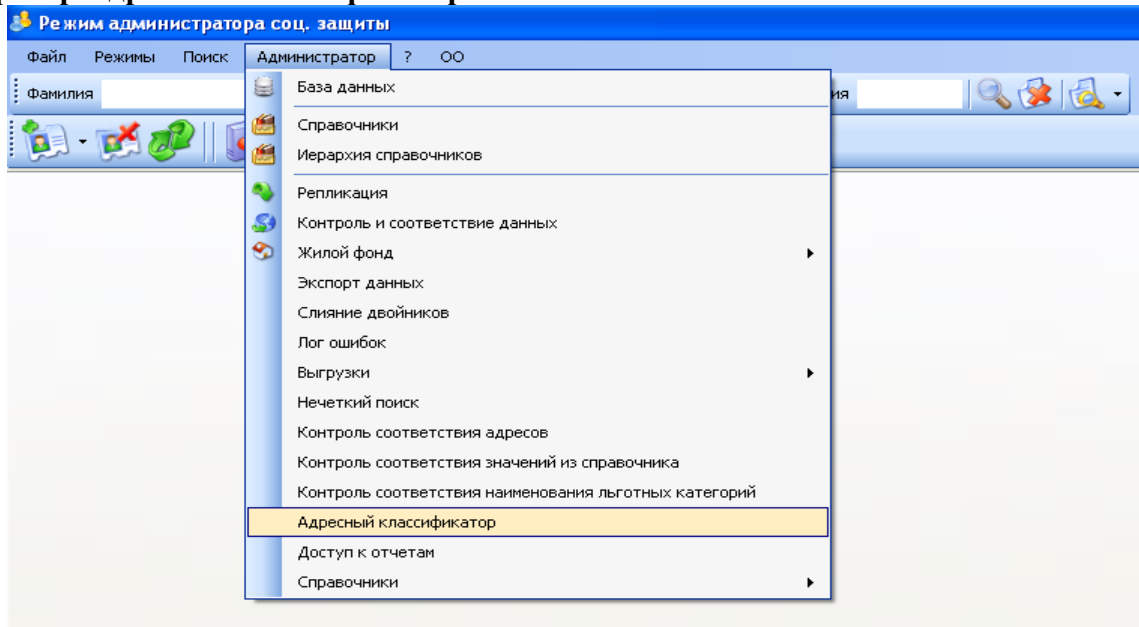 Режим администратора соц. защиты
Файл Режимы Поиск Администратор ? ОО
Фамилия ия
База данных
Справочники
Иерархия справочников
Репликация
Контроль и соответствие данных
Жилой фонд
Экспорт данных
Слияние двойников
Лог ошибок
Выгрузки
Нечеткий поиск
Контроль соответствия адресов
Контроль соответствия значений из справочника
Контроль соответствия наименования льготных категорий
Адресный классификатор
Доступ к отчетам
Справочники